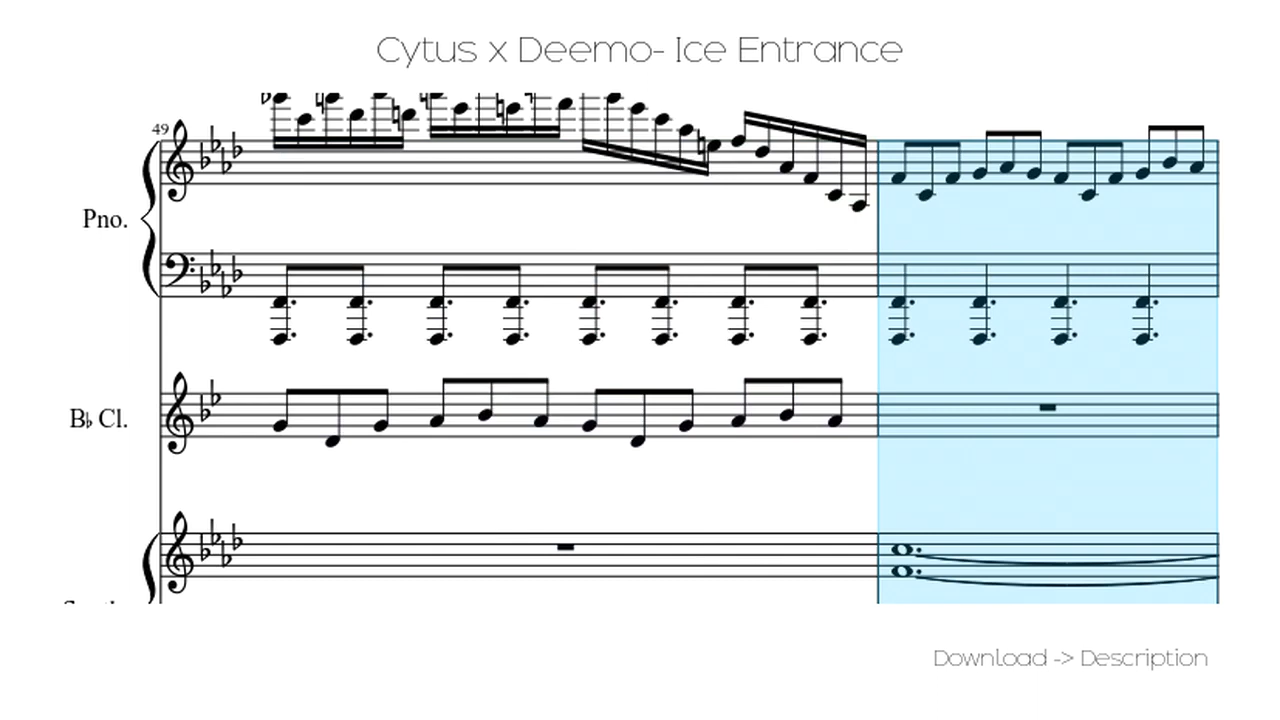 Cytus x Deemo- Ice Entrance
49
Pno.
B♭ Cl.
Download -> Description